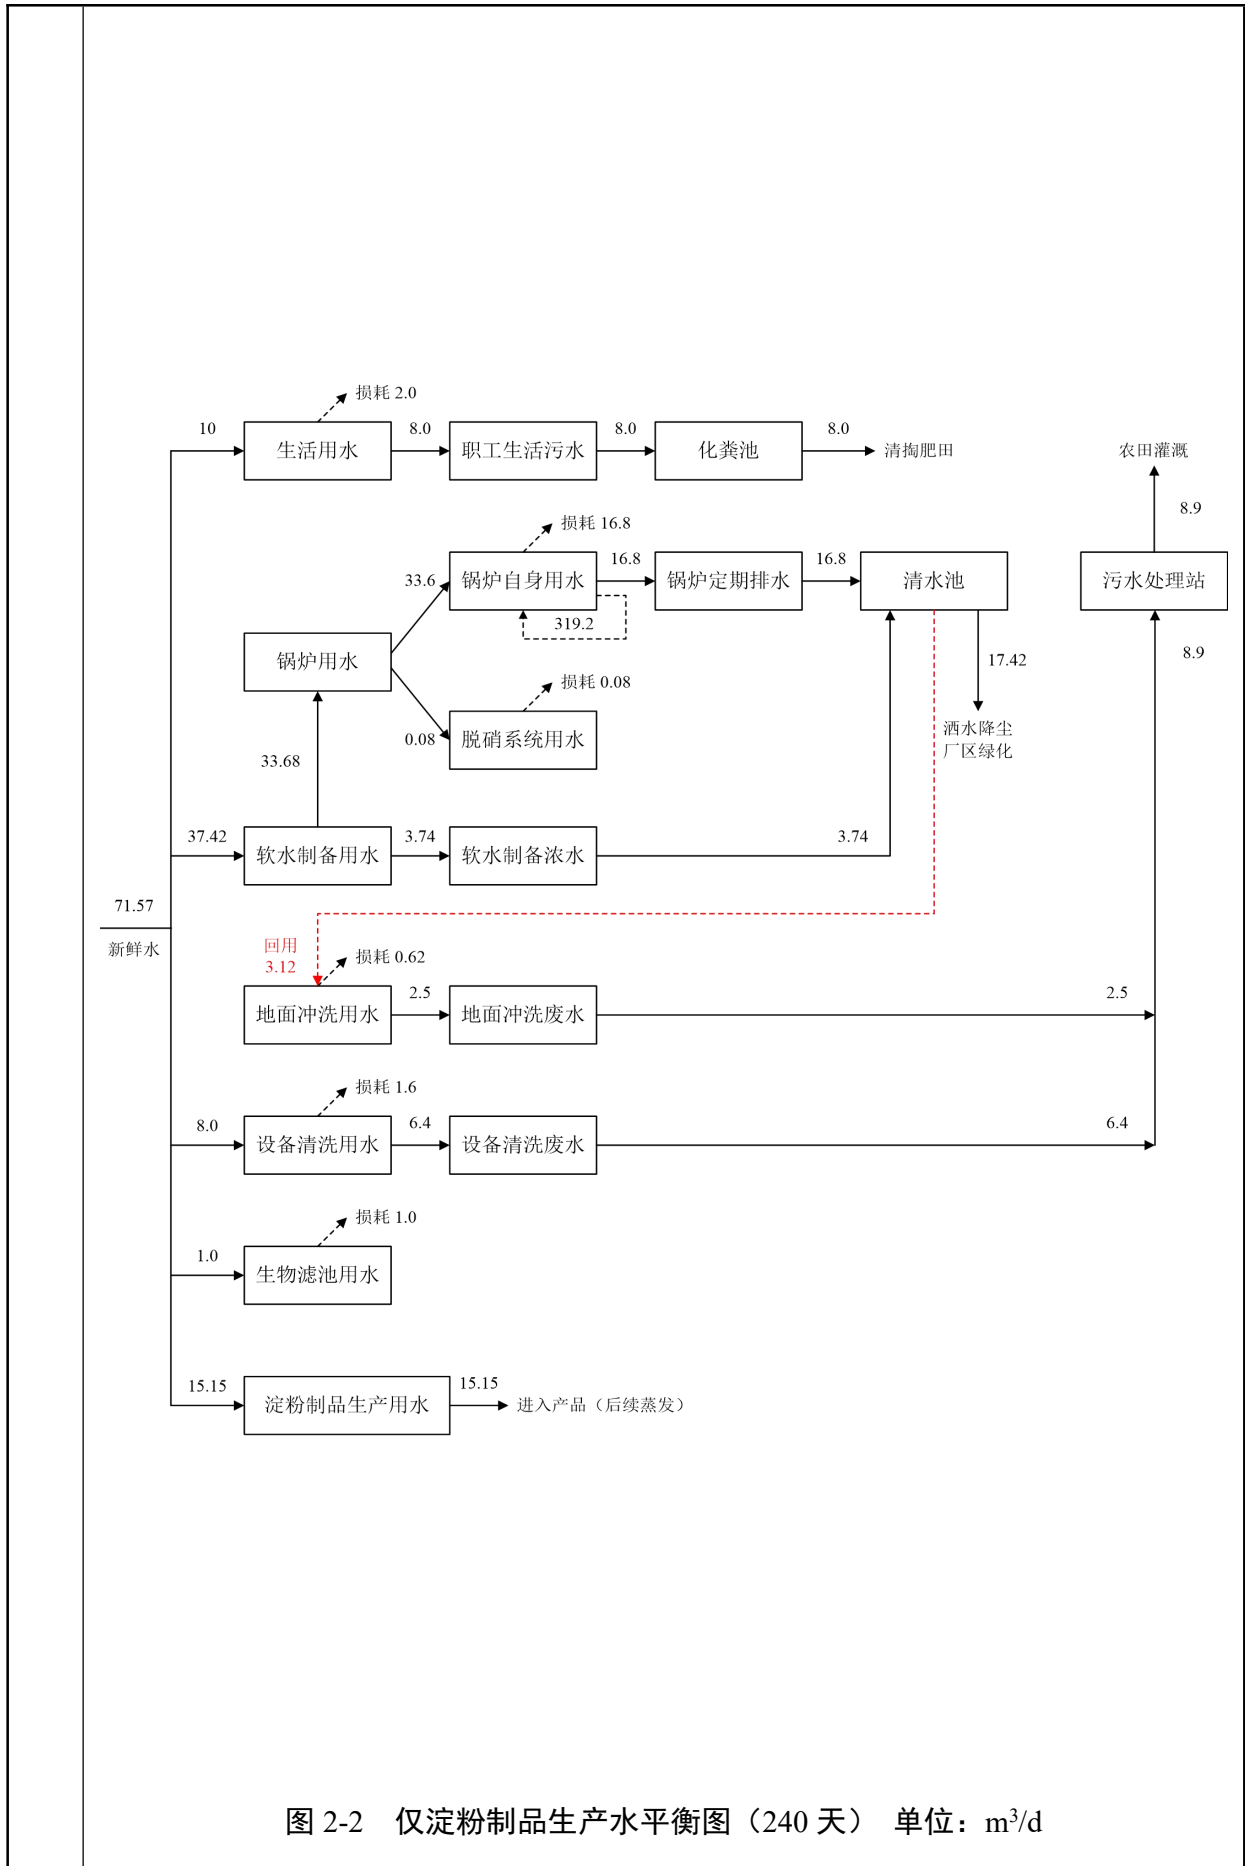 损耗 2.0
10
生活用水
8.0
职工生活污水
8.0
化粪池
8.0
清掏肥田
农田灌溉
8.9
损耗 16.8
33.6
锅炉自身用水
16.8
锅炉定期排水
16.8
清水池
污水处理站
319.2
8.9
锅炉用水
17.42
损耗 0.08
0.08
脱硝系统用水
洒水降尘
厂区绿化
33.68
37.42
软水制备用水
3.74
软水制备浓水
3.74
71.57
新鲜水
回用
3.12
损耗 0.62
地面冲洗用水
2.5
地面冲洗废水
2.5
损耗 1.6
8.0
设备清洗用水
6.4
设备清洗废水
6.4
损耗 1.0
1.0
生物滤池用水
15.15
淀粉制品生产用水
15.15
进入产品（后续蒸发）
图 2-2 仅淀粉制品生产水平衡图（240 天） 单位：m³/d